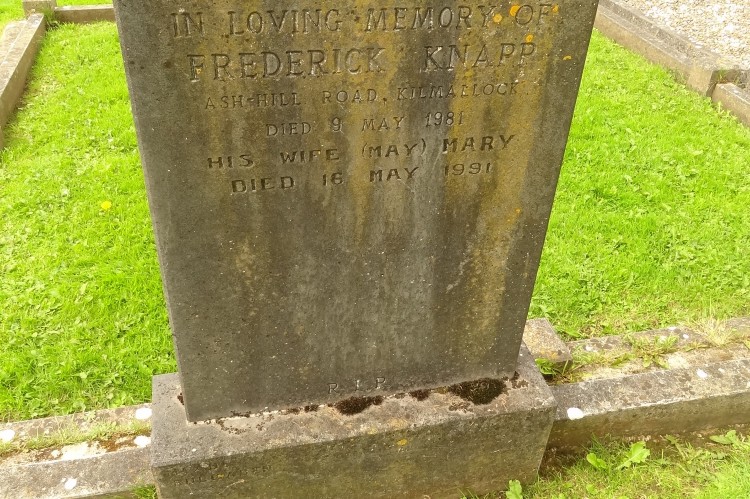 IN LOVING MEMORY OF
FREDERICK KNAPP
ASH-HILL ROAD, KILMALLOCK
DIED 9 MAY 1981
HIS WIFE (MAY) MARY
DIED 16 MAY 1991
R.I.P.